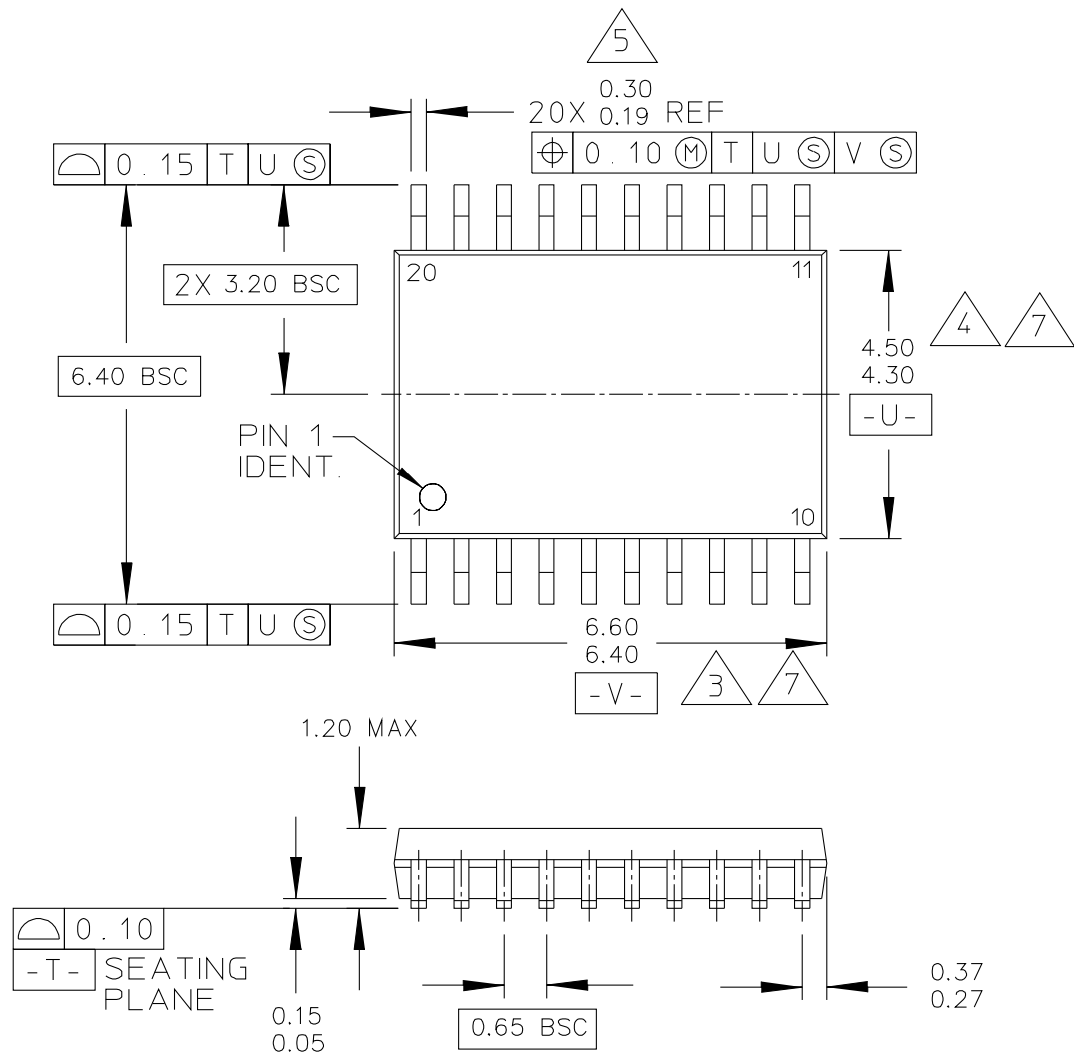 5
0.30
20X 0.19 REF
⌖ 0.10 Ⓜ T U Ⓢ V Ⓢ
⌓ 0.15 T U Ⓢ
20
11
2X 3.20 BSC
4
7
4.50
4.30
6.40 BSC
-U-
PIN 1
IDENT.
1
10
⌓ 0.15 T U Ⓢ
6.60
6.40
-V-
3
7
1.20 MAX
⌓ 0.10
-T- SEATING
PLANE
0.15
0.05
0.65 BSC
0.37
0.27